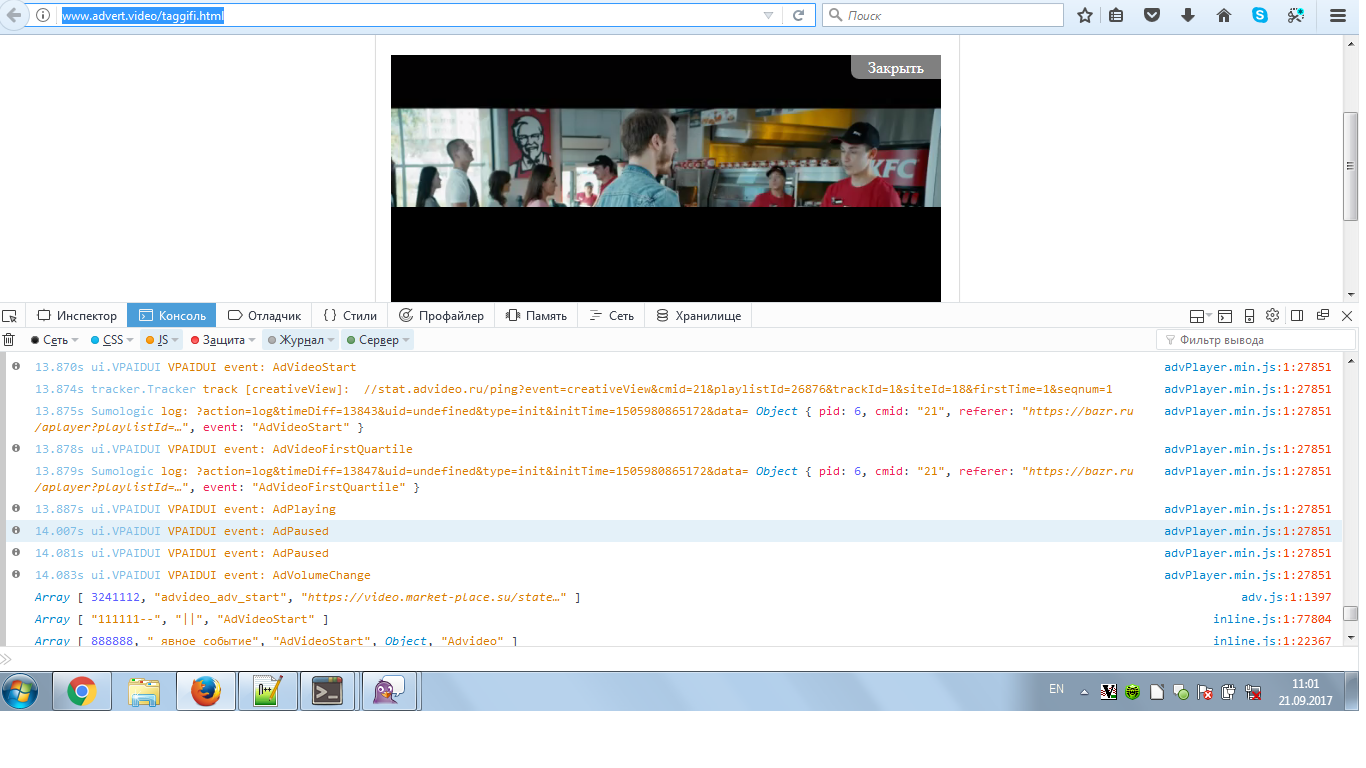 www.advert.video/taggifi.html
Поиск
Закрыть
KFC
KFC
Инспектор Консоль Отладчик {} Стили Профайлер Память Сеть Хранилище
Сеть CSS JS Защита Журнал Сервер Фильтр вывода
13.870s ui.VPAIDUI VPAIDUI event: AdVideoStart advPlayer.min.js:1:27851
13.874s tracker.Tracker track [creativeView]: //stat.advideo.ru/ping?event=creativeView&cmid=21&playlistId=26876&trackId=1&siteId=18&firstTime=1&seqnum=1 advPlayer.min.js:1:27851
13.875s Sumologic log: ?action=log&timeDiff=13843&uid=undefined&type=init&initTime=1505980865172&data= Object { pid: 6, cmid: "21", referer: "https://bazr.ru advPlayer.min.js:1:27851
/aplayer?playlistId=…", event: "AdVideoStart" }
13.878s ui.VPAIDUI VPAIDUI event: AdVideoFirstQuartile advPlayer.min.js:1:27851
13.879s Sumologic log: ?action=log&timeDiff=13847&uid=undefined&type=init&initTime=1505980865172&data= Object { pid: 6, cmid: "21", referer: "https://bazr.ru advPlayer.min.js:1:27851
/aplayer?playlistId=…", event: "AdVideoFirstQuartile" }
13.887s ui.VPAIDUI VPAIDUI event: AdPlaying advPlayer.min.js:1:27851
14.007s ui.VPAIDUI VPAIDUI event: AdPaused advPlayer.min.js:1:27851
14.081s ui.VPAIDUI VPAIDUI event: AdPaused advPlayer.min.js:1:27851
14.083s ui.VPAIDUI VPAIDUI event: AdVolumeChange advPlayer.min.js:1:27851
Array [ 3241112, "advideo_adv_start", "https://video.market-place.su/state…" ] adv.js:1:1397
Array [ "111111--", "||", "AdVideoStart" ] inline.js:1:77804
Array [ 888888, " явное событие", "AdVideoStart", Object, "Advideo" ] inline.js:1:22367
EN 11:01
21.09.2017